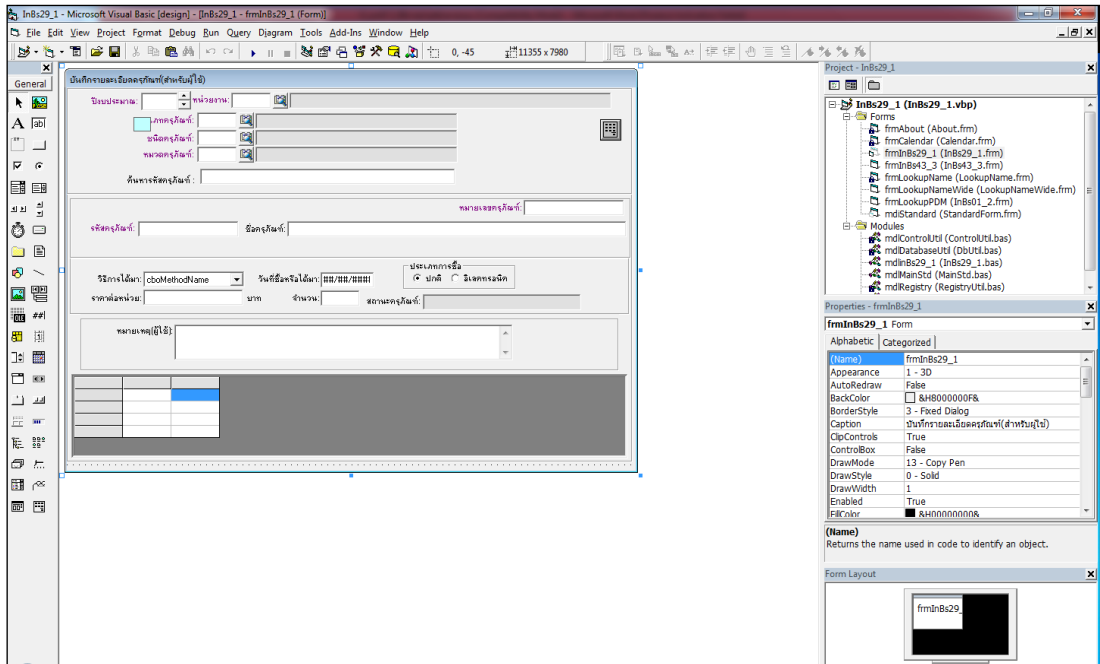 InBs29_1 - Microsoft Visual Basic [design] - [InBs29_1 - frmInBs29_1 (Form)]
File Edit View Project Format Debug Run Query Diagram Tools Add-Ins Window Help
0, -45
11355 x 7980
General
บันทึกรายละเอียดครุภัณฑ์(สำหรับผู้ใช้)
ปีงบประมาณ:
หน่วยงาน:
เภทครุภัณฑ์:
ชนิดครุภัณฑ์:
หมวดครุภัณฑ์:
ค้นหารหัสครุภัณฑ์ :
หมายเลขครุภัณฑ์:
รหัสครุภัณฑ์:
ชื่อครุภัณฑ์:
ประเภทการซื้อ
วิธีการได้มา: cboMethodName
วันที่ซื้อหรือได้มา: ##/##/####
ปกติ
อิเลคทรอนิค
ราคาต่อหน่วย:
บาท
จำนวน:
สถานะครุภัณฑ์:
หมายเหตุ(ผู้ใช้):
Project - InBs29_1
InBs29_1 (InBs29_1.vbp)
Forms
frmAbout (About.frm)
frmCalendar (Calendar.frm)
frmInBs29_1 (InBs29_1.frm)
frmInBs43_3 (InBs43_3.frm)
frmLookupName (LookupName.frm)
frmLookupNameWide (LookupNameWide.frm)
frmLookupPDM (InBs01_2.frm)
mdiStandard (StandardForm.frm)
Modules
mdlControlUtil (ControlUtil.bas)
mdlDatabaseUtil (DbUtil.bas)
mdlinBs29_1 (InBs29_1.bas)
mdlMainStd (MainStd.bas)
mdlRegistry (RegistryUtil.bas)
Properties - frmInBs29_1
frmInBs29_1 Form
Alphabetic Categorized
(Name) frmInBs29_1
Appearance 1 - 3D
AutoRedraw False
BackColor &H8000000F&
BorderStyle 3 - Fixed Dialog
Caption บันทึกรายละเอียดครุภัณฑ์(สำหรับผู้ใช้)
ClipControls True
ControlBox False
DrawMode 13 - Copy Pen
DrawStyle 0 - Solid
DrawWidth 1
Enabled True
FillColor &H00000000&
(Name)
Returns the name used in code to identify an object.
Form Layout
frmInBs29_